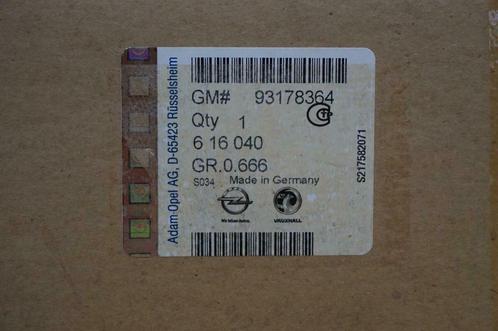 Adam Opel AG, D-65423 Rüsselsheim
GM# 93178364
Qty 1
6 16 040
GR.0.666
S034 Made in Germany
VAUXHALL
S217582071